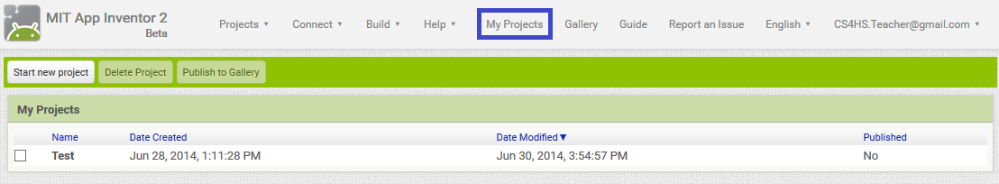 MIT App Inventor 2
Beta
Projects Connect Build Help My Projects Gallery Guide Report an Issue English CS4HS.Teacher@gmail.com
Start new project Delete Project Publish to Gallery
My Projects
Name Date Created Date Modified Published
Test Jun 28, 2014, 1:11:28 PM Jun 30, 2014, 3:54:57 PM No